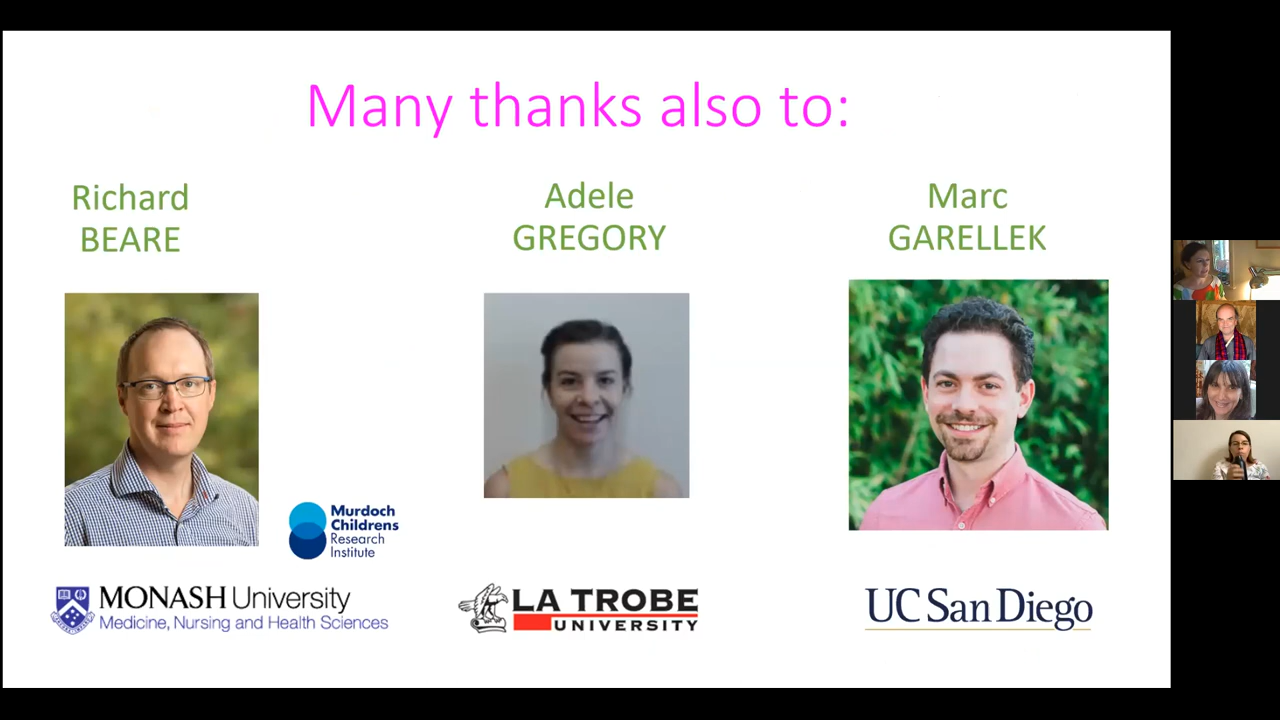 Many thanks also to:
Richard
BEARE
Adele
GREGORY
Marc
GARELLEK
Murdoch
Childrens
Research
Institute
MONASH University
Medicine, Nursing and Health Sciences
LA TROBE
UNIVERSITY
UC San Diego